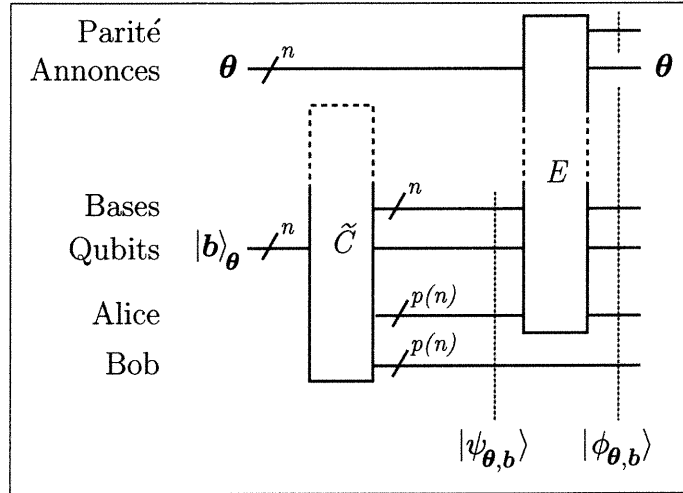 Parité
Annonces θ n θ
E
Bases n
Qubits |b⟩θ n C̃
Alice p(n)
Bob p(n)
|ψθ,b⟩ |ϕθ,b⟩